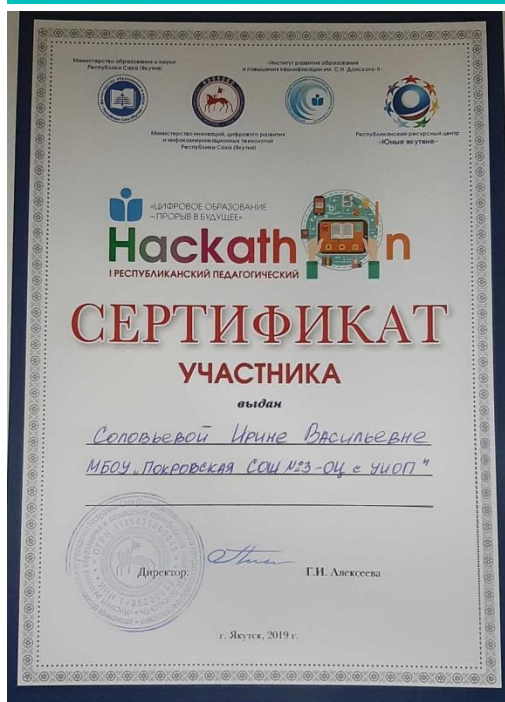 Министерство образования и науки
Республики Саха (Якутия)
«Институт развития образования
и повышения квалификации им. С.Н. Донского-II»
Министерство инноваций, цифрового развития
и инфокоммуникационных технологий
Республики Саха (Якутия)
Республиканский ресурсный центр
«Юные якутяне»
«ЦИФРОВОЕ ОБРАЗОВАНИЕ
– ПРОРЫВ В БУДУЩЕЕ»
Hackathon
I РЕСПУБЛИКАНСКИЙ ПЕДАГОГИЧЕСКИЙ
СЕРТИФИКАТ
УЧАСТНИКА
выдан
Соловьевой Ирине Васильевне
МБОУ „Покровская СОШ №3-ОЦ с УИОП"
Директор:
Г.И. Алексеева
г. Якутск, 2019 г.